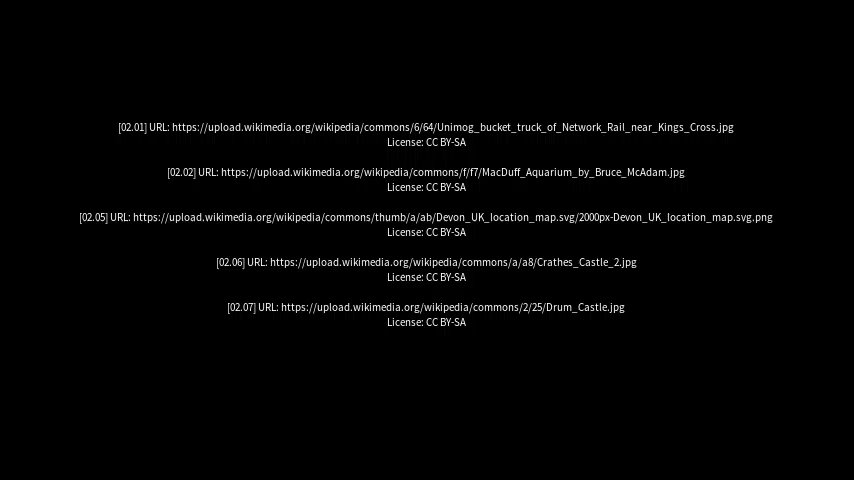 [02.01] URL: https://upload.wikimedia.org/wikipedia/commons/6/64/Unimog_bucket_truck_of_Network_Rail_near_Kings_Cross.jpg
License: CC BY-SA
[02.02] URL: https://upload.wikimedia.org/wikipedia/commons/f/f7/MacDuff_Aquarium_by_Bruce_McAdam.jpg
License: CC BY-SA
[02.05] URL: https://upload.wikimedia.org/wikipedia/commons/thumb/a/ab/Devon_UK_location_map.svg/2000px-Devon_UK_location_map.svg.png
License: CC BY-SA
[02.06] URL: https://upload.wikimedia.org/wikipedia/commons/a/a8/Crathes_Castle_2.jpg
License: CC BY-SA
[02.07] URL: https://upload.wikimedia.org/wikipedia/commons/2/25/Drum_Castle.jpg
License: CC BY-SA